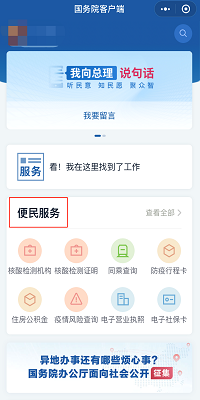 国务院客户端
我向总理 说句话
听民意 知民愿 聚众智
我要留言
服务 看！我在这里找到了工作
便民服务 查看全部 >
核酸检测机构 核酸检测证明 同乘查询 防疫行程卡
住房公积金 疫情风险查询 电子营业执照 电子社保卡
异地办事还有哪些烦心事？
国务院办公厅面向社会公开 征集